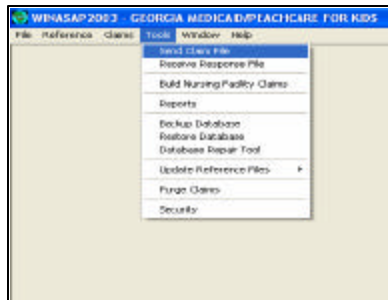 WINASAP2003 - GEORGIA MEDICAID/PEACHCARE FOR KIDS
File Reference Claims Tools Window Help
Send Claim File
Receive Response File
Build Nursing Facility Claims
Reports
Backup Database
Restore Database
Database Repair Tool
Update Reference Files
Purge Claims
Security